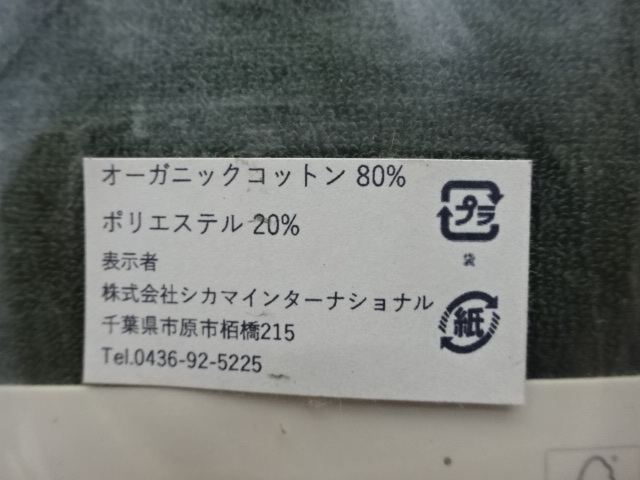 オーガニックコットン 80%
ポリエステル 20%
表示者
株式会社シカマインターナショナル
千葉県市原市栢橋215
Tel.0436-92-5225
プラ
袋
紙